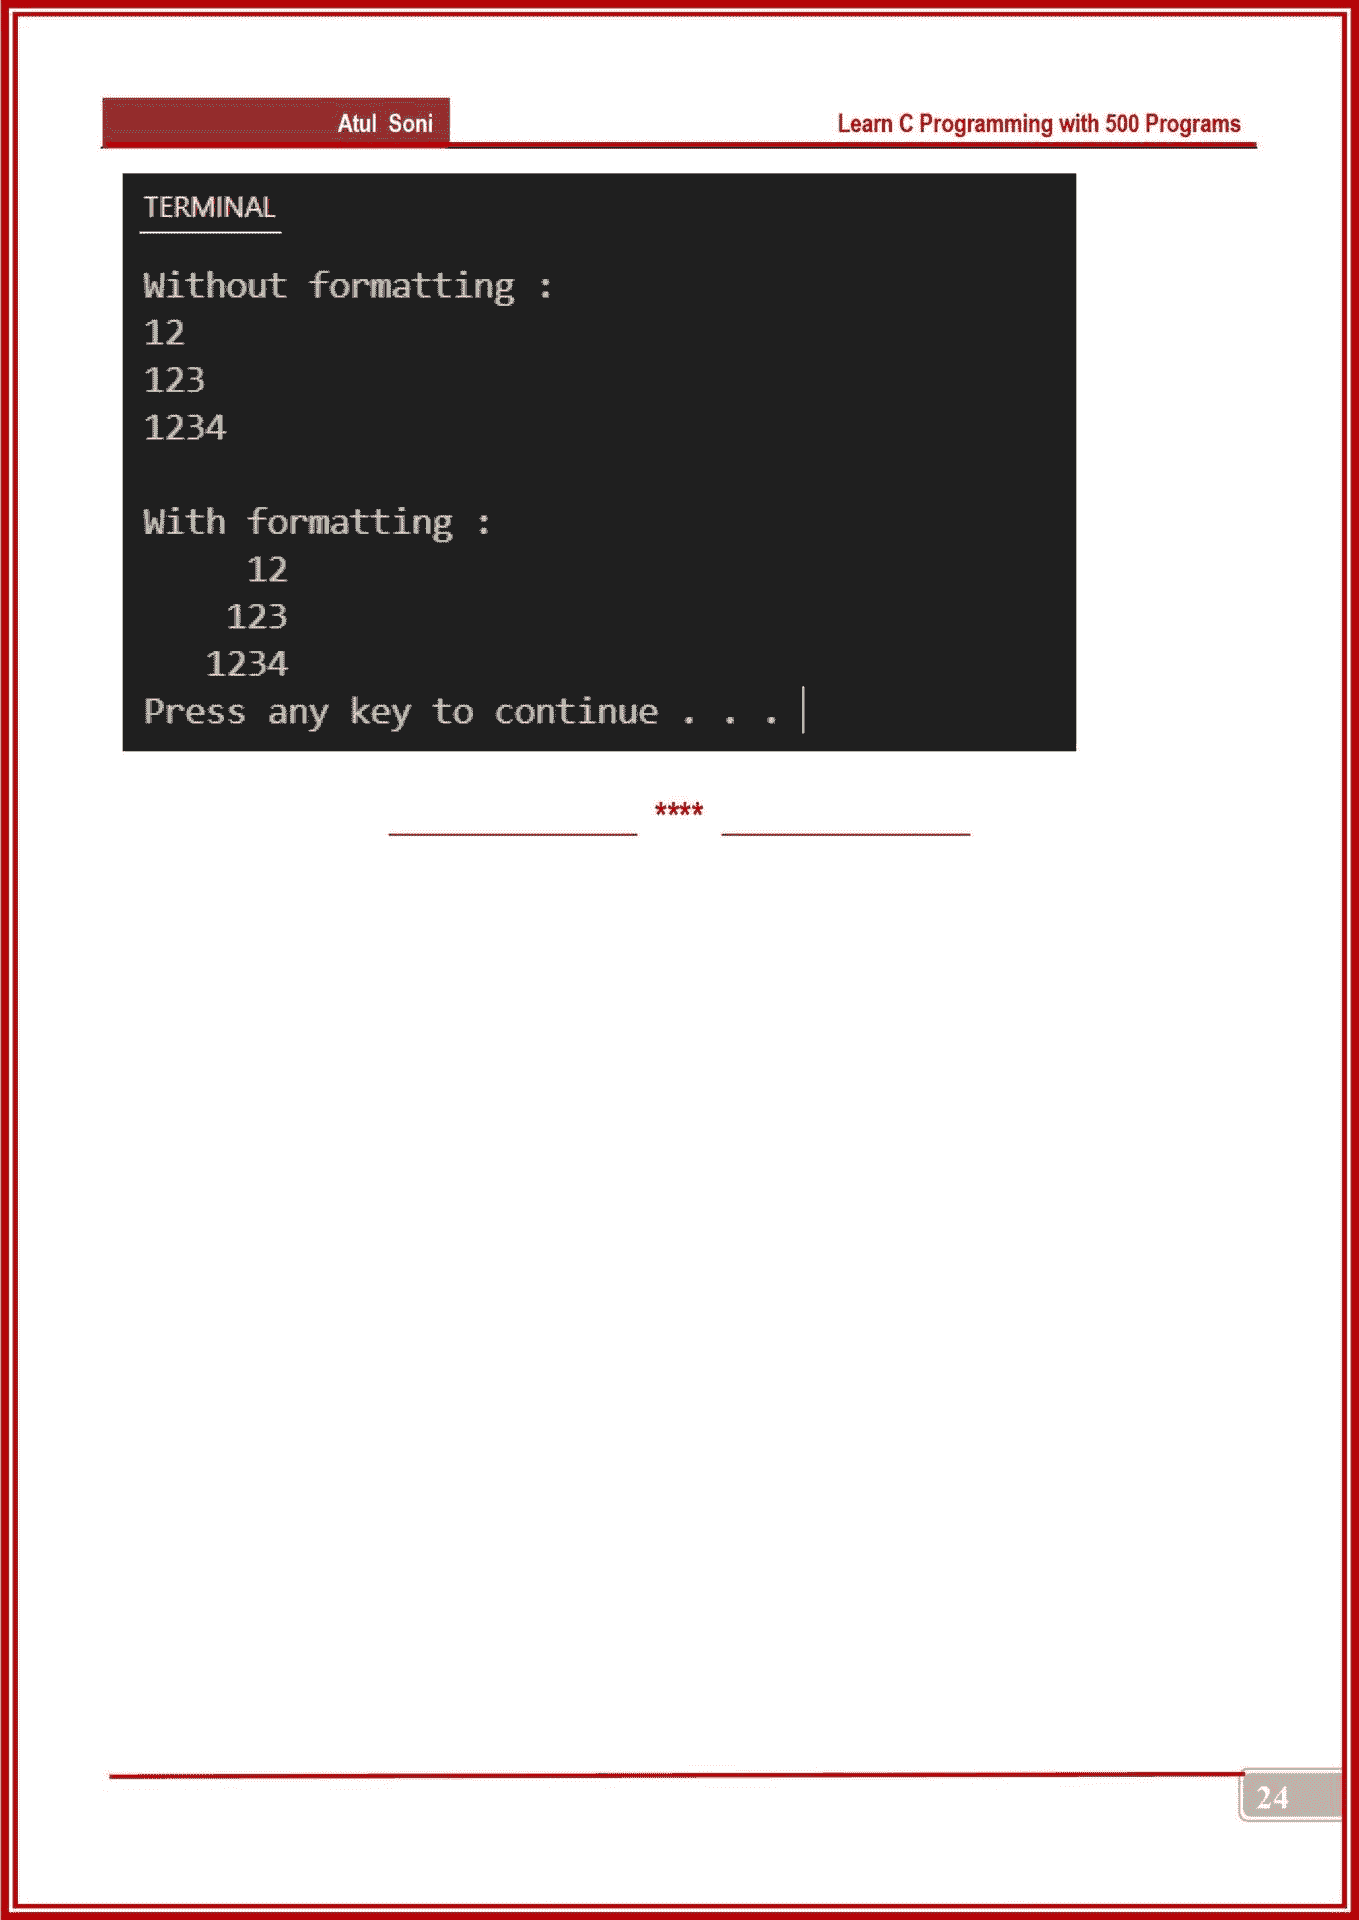 Atul  Soni
Learn C Programming with 500 Programs
TERMINAL
Without formatting :
12
123
1234
With formatting :
     12
    123
   1234
Press any key to continue . . .
****
24